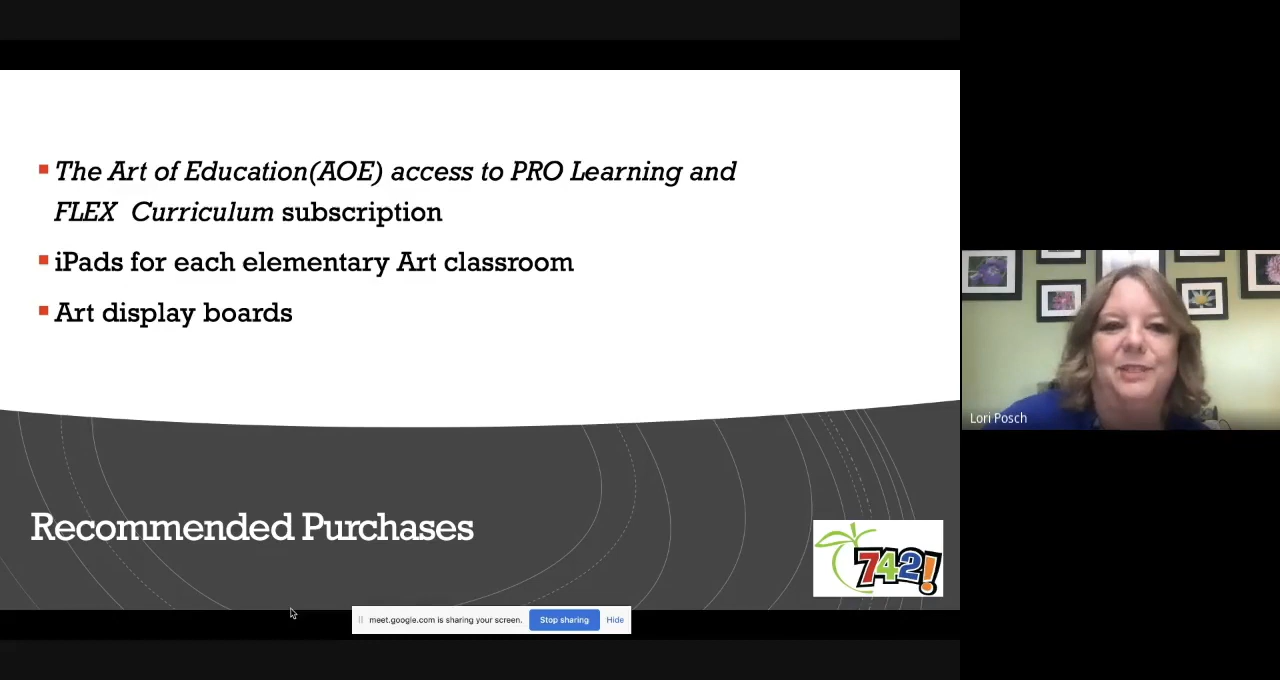 The Art of Education(AOE) access to PRO Learning and
FLEX Curriculum subscription
iPads for each elementary Art classroom
Art display boards
Lori Posch
Recommended Purchases
742!
meet.google.com is sharing your screen.
Stop sharing
Hide